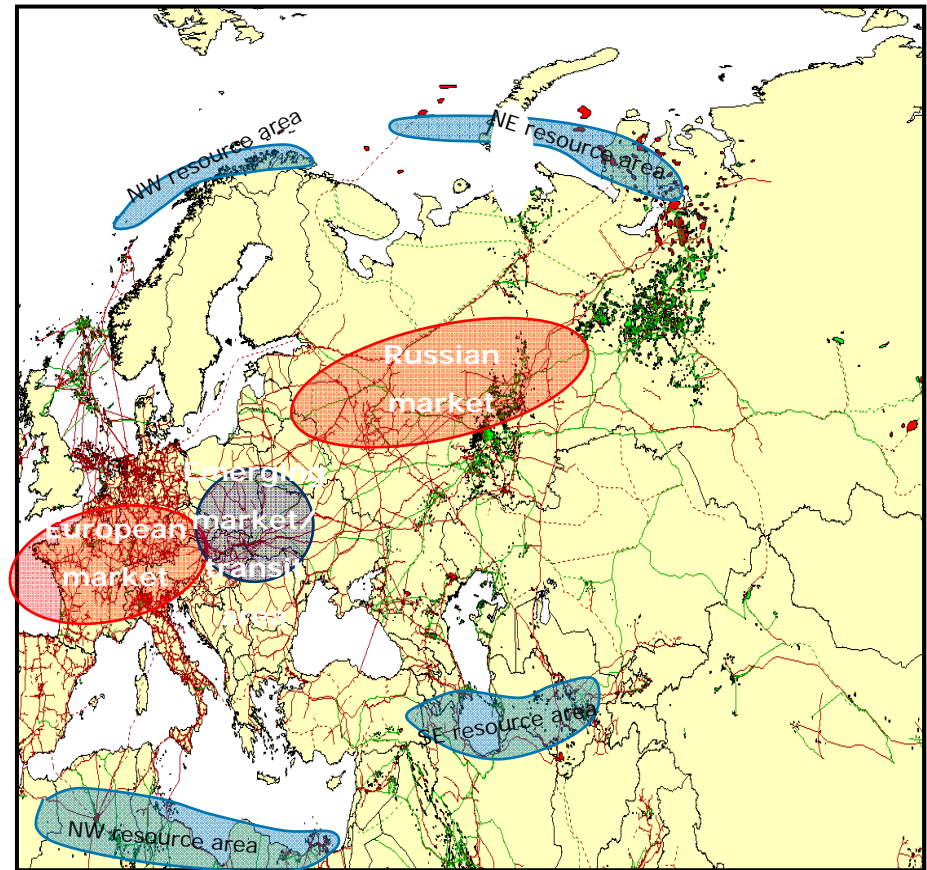 NW resource area
NE resource area
Russian
market
Emerging
market/
transit
area
European
market
SE resource area
NW resource area